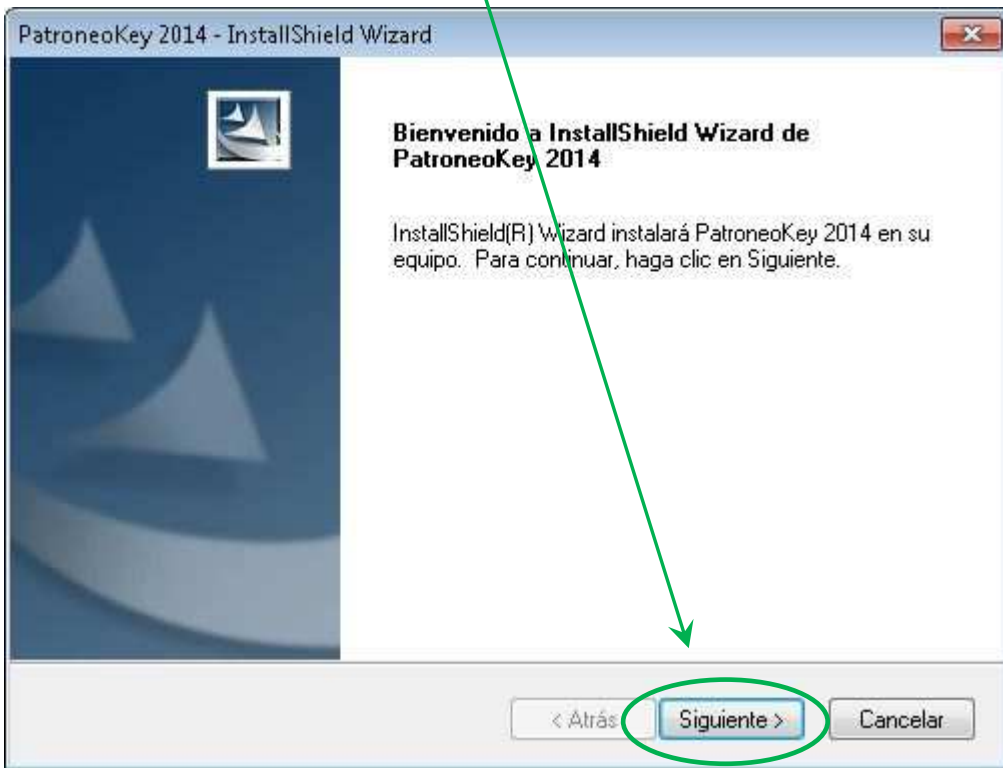 PatroneoKey 2014 - InstallShield Wizard
Bienvenido a InstallShield Wizard de
PatroneoKey 2014
InstallShield(R) Wizard instalará PatroneoKey 2014 en su
equipo. Para continuar, haga clic en Siguiente.
< Atrás
Siguiente >
Cancelar